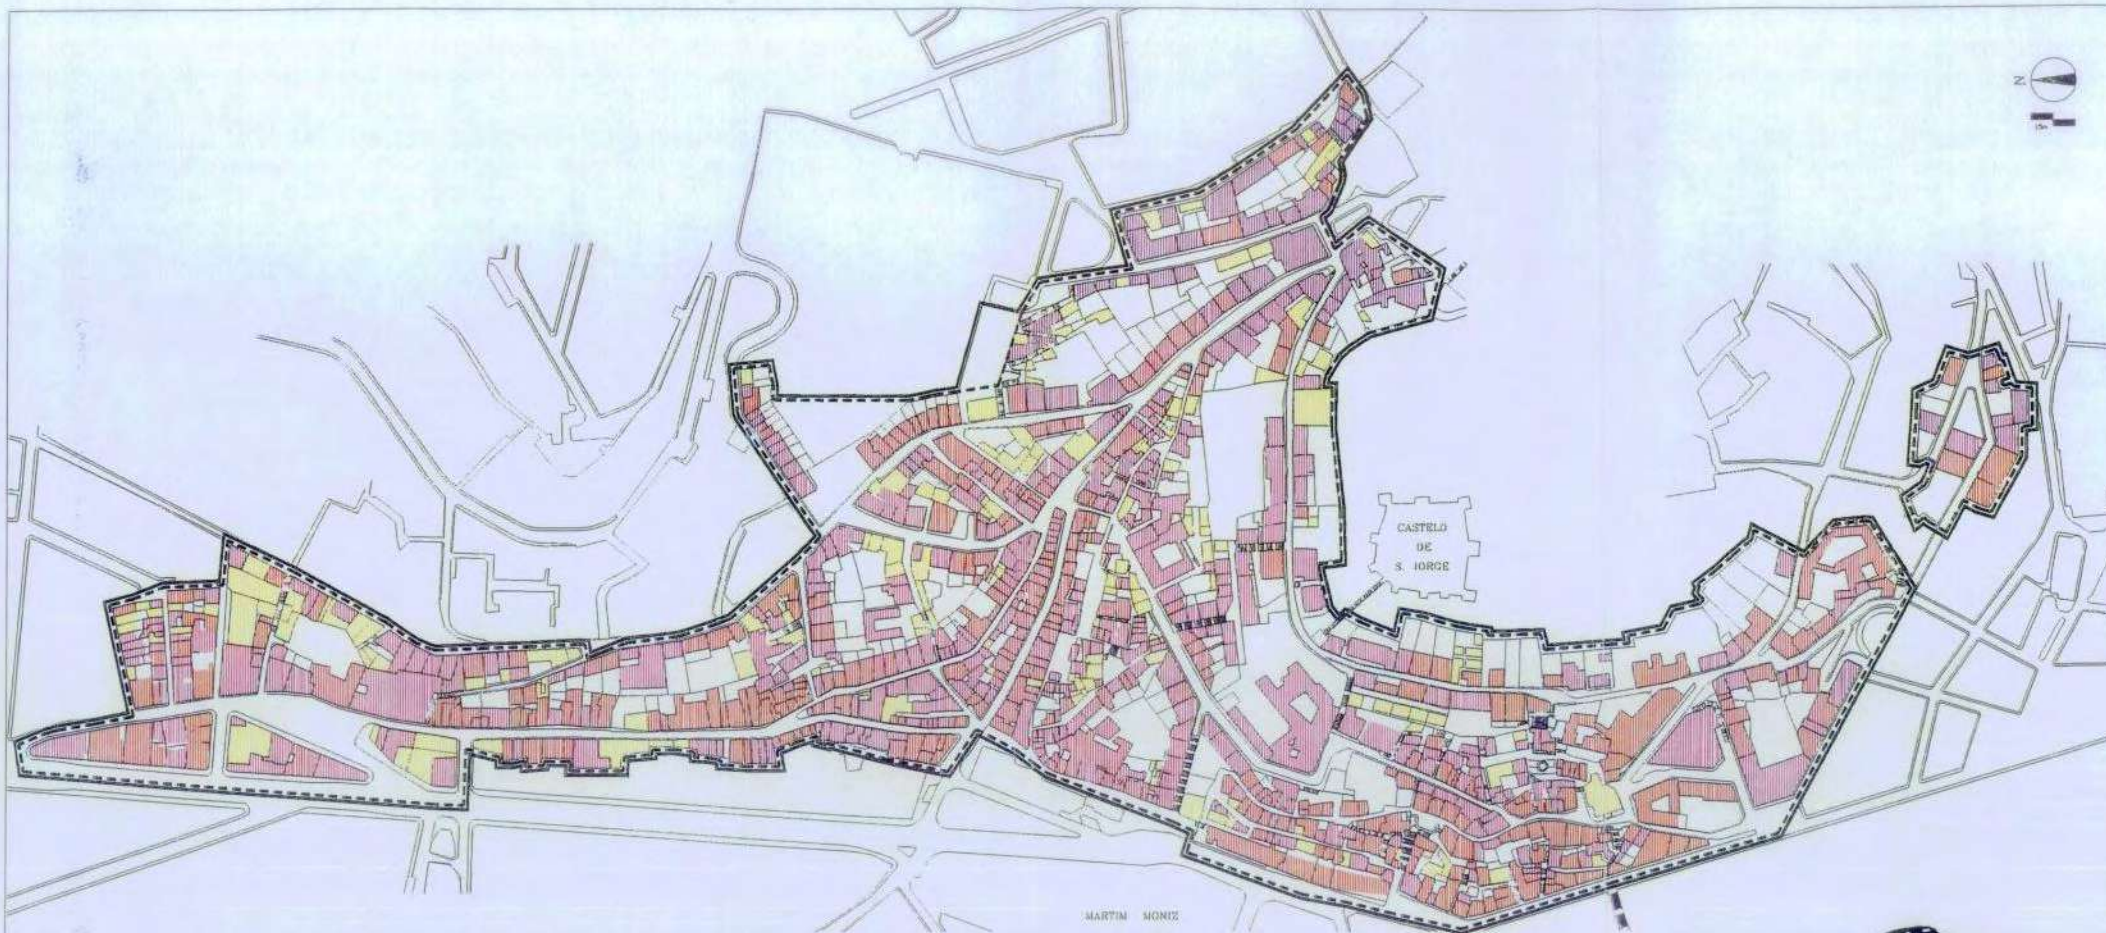 N
CASTELO
DE
S. JORGE
MARTIM MONIZ